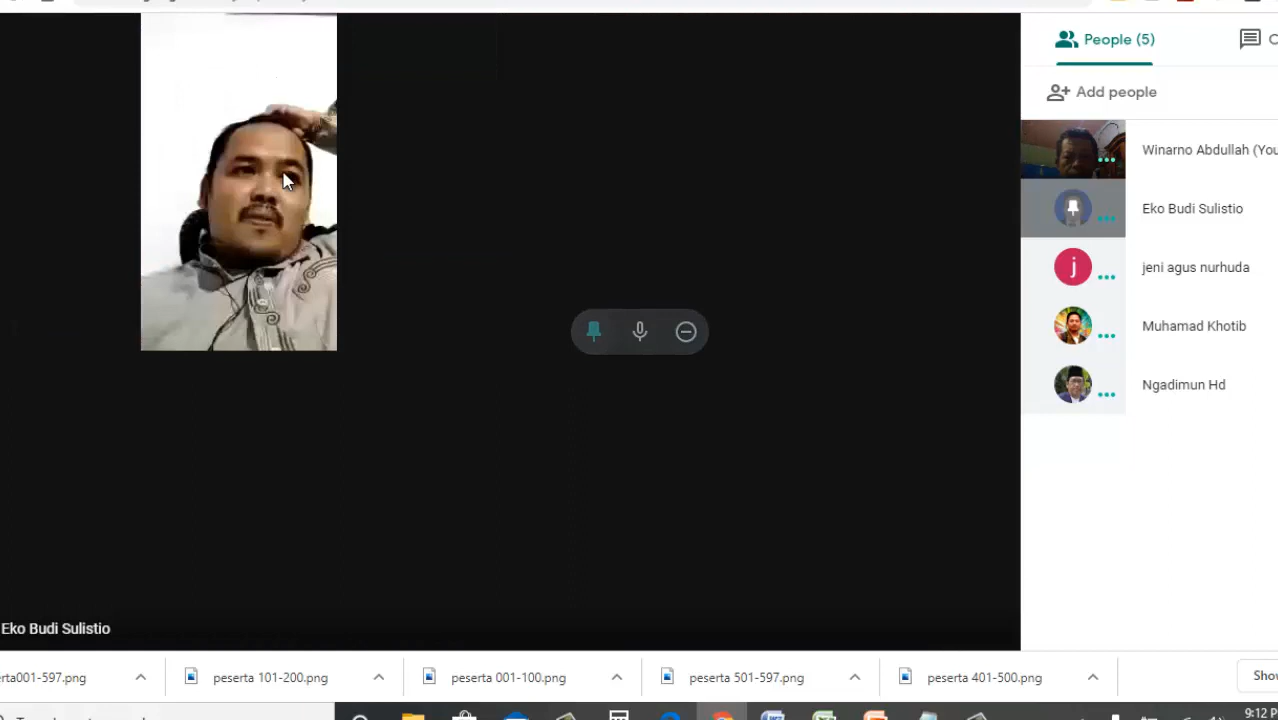 People (5)
Add people
Winarno Abdullah (You
Eko Budi Sulistio
jeni agus nurhuda
Muhamad Khotib
Ngadimun Hd
Eko Budi Sulistio
rta001-597.png
peserta 101-200.png
peserta 001-100.png
peserta 501-597.png
peserta 401-500.png
Show
9:12 P